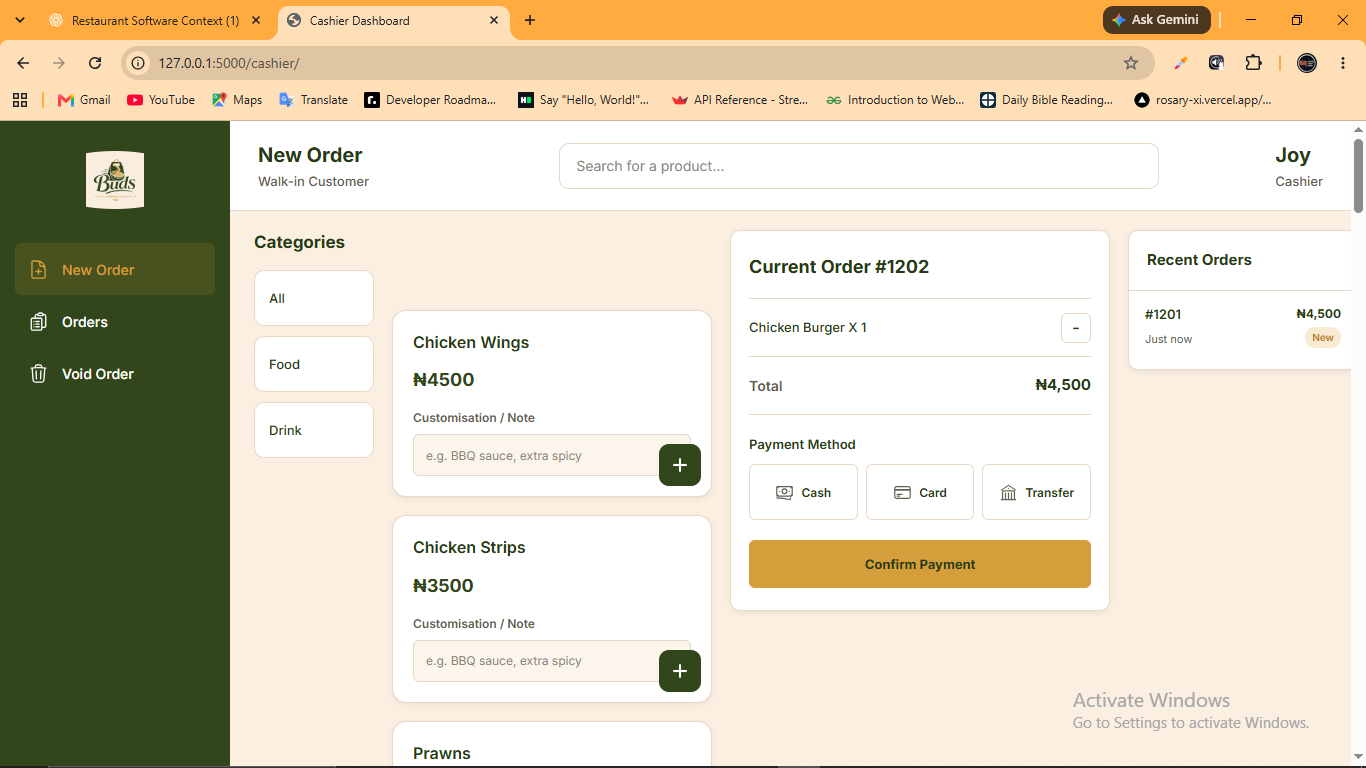 Restaurant Software Context (1)
Cashier Dashboard
Ask Gemini
127.0.0.1:5000/cashier/
Gmail
YouTube
Maps
Translate
Developer Roadma...
Say "Hello, World!"...
API Reference - Stre...
Introduction to Web...
Daily Bible Reading...
rosary-xi.vercel.app/...
Buds
New Order
Orders
Void Order
New Order
Walk-in Customer
Search for a product...
Joy
Cashier
Categories
All
Food
Drink
Chicken Wings
₦4500
Customisation / Note
e.g. BBQ sauce, extra spicy
+
Chicken Strips
₦3500
Customisation / Note
e.g. BBQ sauce, extra spicy
+
Prawns
Current Order #1202
Chicken Burger X 1
-
Total
₦4,500
Payment Method
Cash
Card
Transfer
Confirm Payment
Recent Orders
#1201
₦4,500
Just now
New
Activate Windows
Go to Settings to activate Windows.